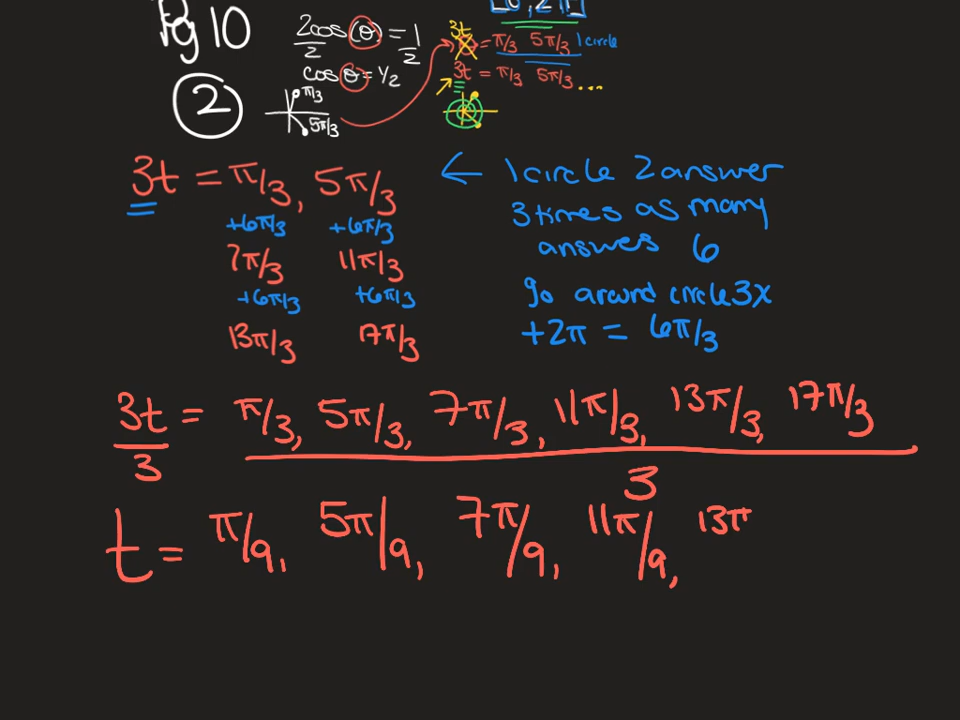 Pg 10
[0, 2π]
2cos(θ) = 1
2 2
cosθ = 1/2
π/3
5π/3
3t
= π/3 5π/3 1 circle
3t = π/3 5π/3 ...
2
3t = π/3, 5π/3
+6π/3 +6π/3
7π/3 11π/3
+6π/3 +6π/3
13π/3 17π/3
← 1 circle 2 answer
3 times as many
answes 6
go around circle 3x
+2π = 6π/3
3t = π/3, 5π/3, 7π/3, 11π/3, 13π/3, 17π/3
3 3
t = π/9, 5π/9, 7π/9, 11π/9, 13π